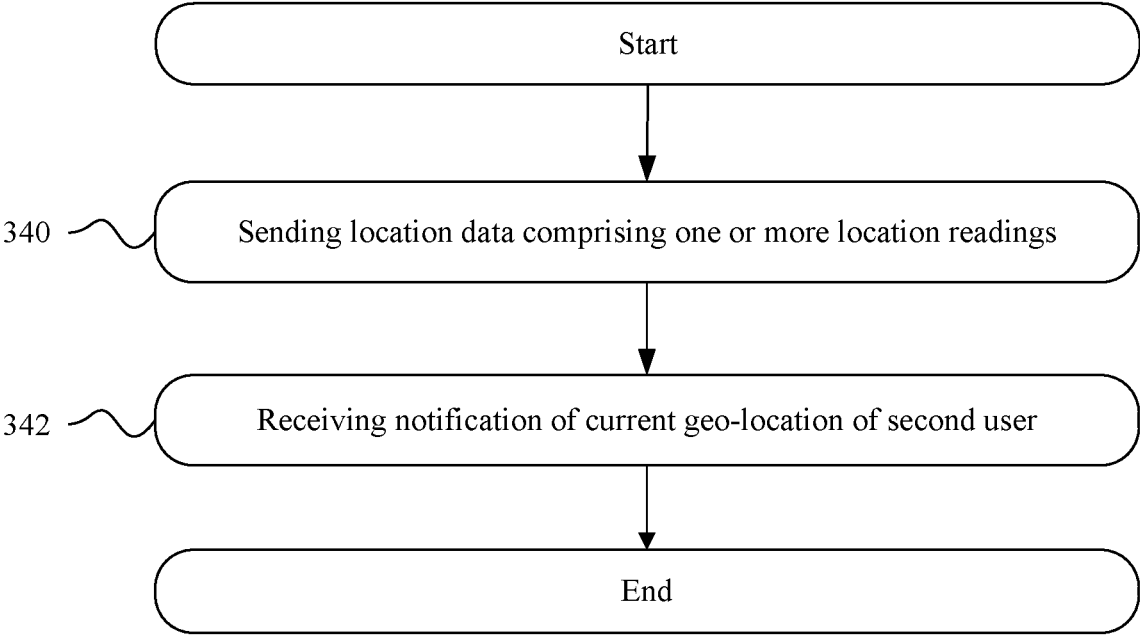 Start
340
Sending location data comprising one or more location readings
342
Receiving notification of current geo-location of second user
End